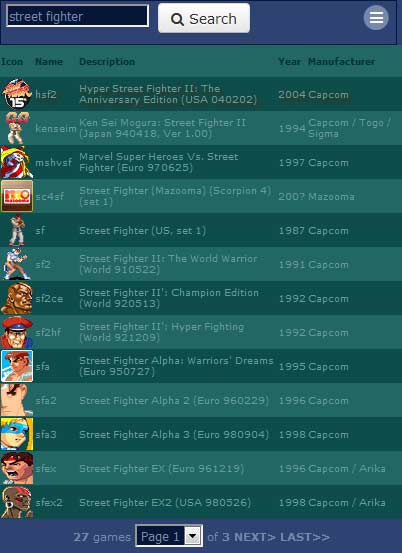 street fighter Search
Icon Name Description Year Manufacturer
hsf2 Hyper Street Fighter II: The 2004 Capcom
Anniversary Edition (USA 040202)
kenseim Ken Sei Mogura: Street Fighter II 1994 Capcom / Togo /
(Japan 940418, Ver 1.00) Sigma
mshvsf Marvel Super Heroes Vs. Street 1997 Capcom
Fighter (Euro 970625)
sc4sf Street Fighter (Mazooma) (Scorpion 4) 200? Mazooma
(set 1)
sf Street Fighter (US, set 1) 1987 Capcom
sf2 Street Fighter II: The World Warrior 1991 Capcom
(World 910522)
sf2ce Street Fighter II': Champion Edition 1992 Capcom
(World 920513)
sf2hf Street Fighter II': Hyper Fighting 1992 Capcom
(World 921209)
sfa Street Fighter Alpha: Warriors' Dreams 1995 Capcom
(Euro 950727)
sfa2 Street Fighter Alpha 2 (Euro 960229) 1996 Capcom
sfa3 Street Fighter Alpha 3 (Euro 980904) 1998 Capcom
sfex Street Fighter EX (Euro 961219) 1996 Capcom / Arika
sfex2 Street Fighter EX2 (USA 980526) 1998 Capcom / Arika
27 games Page 1 of 3 NEXT> LAST>>